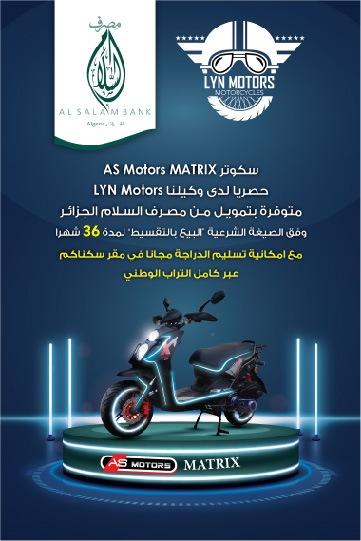 مصرف
السلام
AL SALAM BANK
LYN MOTORS
MOTORCYCLES
سكوتر AS Motors MATRIX
حصريا لدى وكيلنا LYN Motors
متوفرة بتمويل من مصرف السلام الجزائر
وفق الصيغة الشرعية "البيع بالتقسيط" لمدة 36 شهرا
مع امكانية تسليم الدراجة مجانا في مقر سكناكم
عبر كامل التراب الوطني
AS MOTORS MATRIX